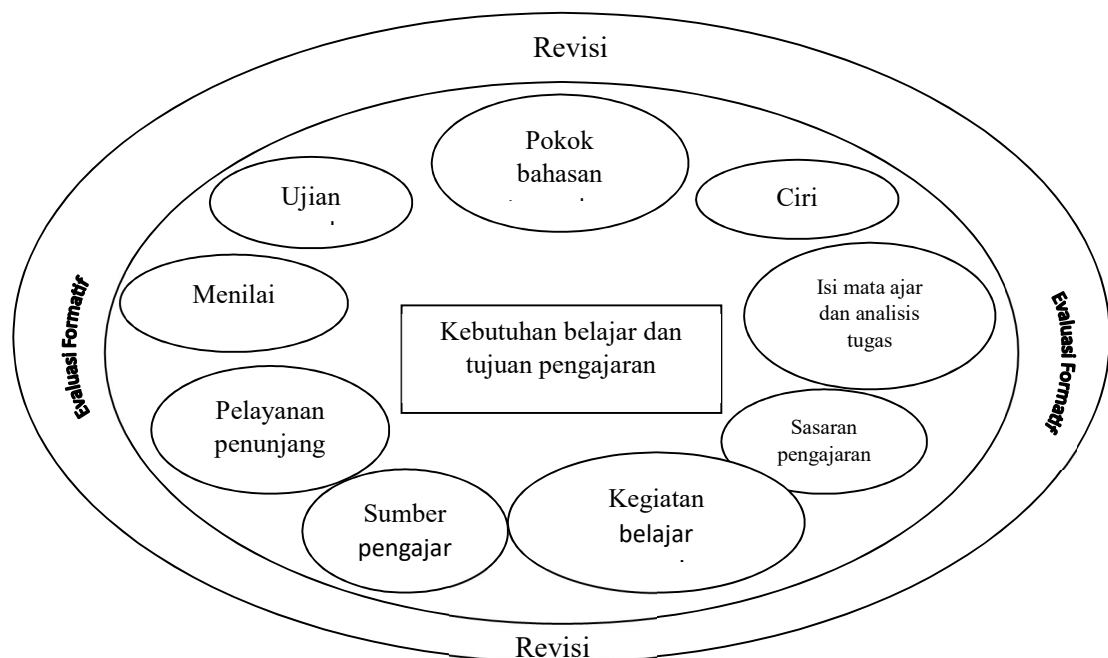 Revisi
Pokok
bahasan
Ujian
Ciri
Menilai
Isi mata ajar
dan analisis
tugas
Evaluasi Formatif
Kebutuhan belajar dan
tujuan pengajaran
Evaluasi Formatif
Pelayanan
penunjang
Sasaran
pengajaran
Sumber
pengajar
Kegiatan
belajar
Revisi